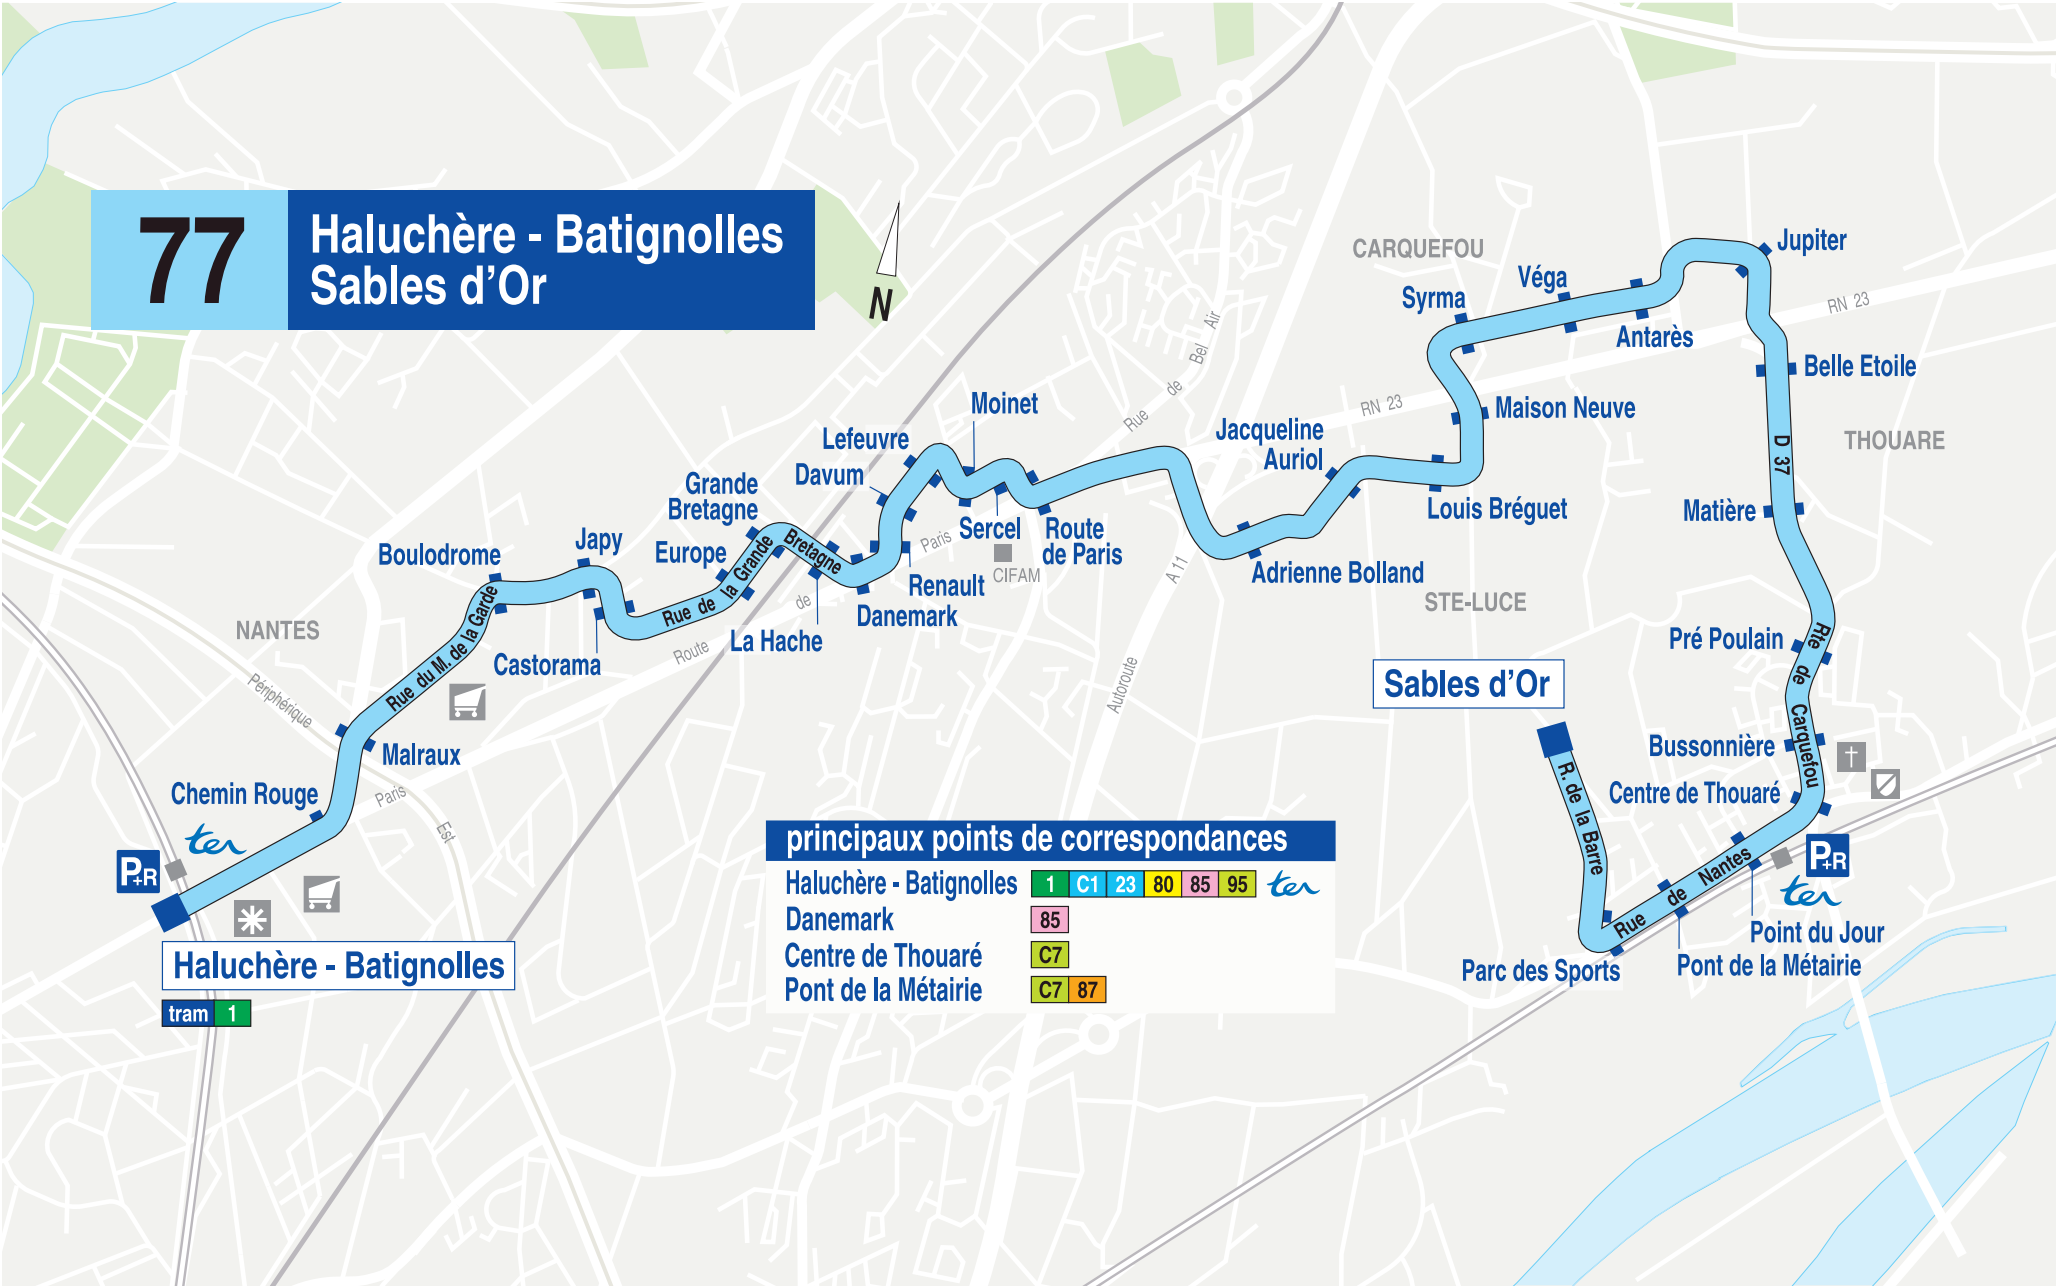 77
Haluchère - Batignolles
Sables d'Or
N
CARQUEFOU
Jupiter
Véga
Syrma
Antarès
RN 23
Belle Etoile
Maison Neuve
RN 23
Rue de Bel Air
Moinet
Jacqueline
Auriol
Lefeuvre
Davum
D 37
THOUARE
Grande
Bretagne
Louis Bréguet
Matière
Sercel
Route
de Paris
Japy
Boulodrome
Europe
Rue de la Grande Bretagne
CIFAM
A 11
Autoroute
Adrienne Bolland
Renault
Danemark
La Hache
Route de Paris
STE-LUCE
NANTES
Rue du M. de la Garde
Castorama
Périphérique
Est
Pré Poulain
Rte de Carquefou
Sables d'Or
Malraux
Bussonnière
Chemin Rouge
Paris
Centre de Thouaré
R. de la Barre
ter
P+R
P+R
ter
Rue de Nantes
Point du Jour
Pont de la Métairie
Parc des Sports
Haluchère - Batignolles
tram 1
principaux points de correspondances
Haluchère - Batignolles 1 C1 23 80 85 95 ter
Danemark 85
Centre de Thouaré C7
Pont de la Métairie C7 87